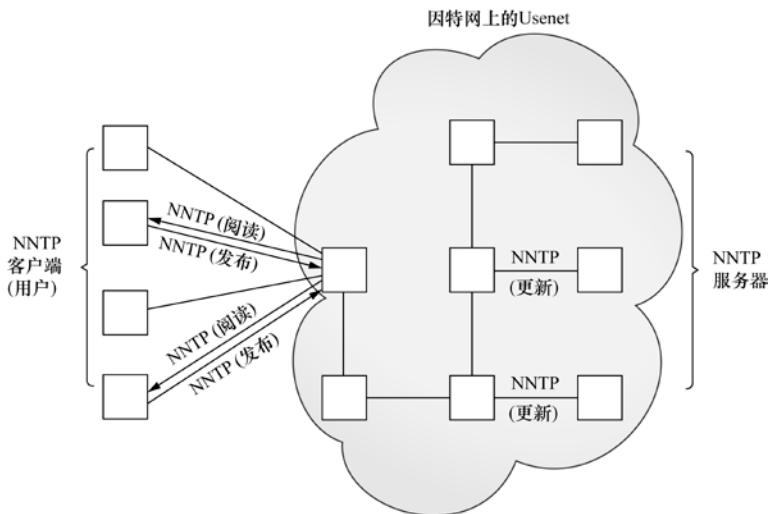 因特网上的Usenet
NNTP (阅读)
NNTP (发布)
NNTP
客户端
(用户)
NNTP (阅读)
NNTP (发布)
NNTP
(更新)
NNTP
(更新)
NNTP
服务器